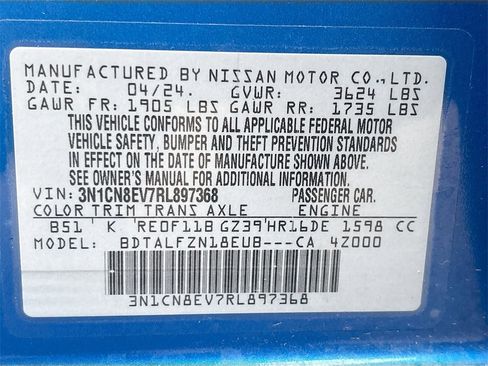 MANUFACTURED BY NISSAN MOTOR CO.,LTD.
DATE: 04/24. GVWR: 3624 LBS
GAWR FR: 1905 LBS GAWR RR: 1735 LBS
THIS VEHICLE CONFORMS TO ALL APPLICABLE FEDERAL MOTOR
VEHICLE SAFETY, BUMPER AND THEFT PREVENTION STANDARDS
IN EFFECT ON THE DATE OF MANUFACTURE SHOWN ABOVE.
SEE OWNER'S MANUAL FOR ADDITIONAL INFORMATION.
VIN: 3N1CN8EV7RL897368 PASSENGER CAR.
COLOR TRIM TRANS AXLE ENGINE
B51 K RE0F11B GZ39 HR16DE 1598 CC
MODEL: BDTALFZN18EUB---CA 4Z000
3N1CN8EV7RL897368